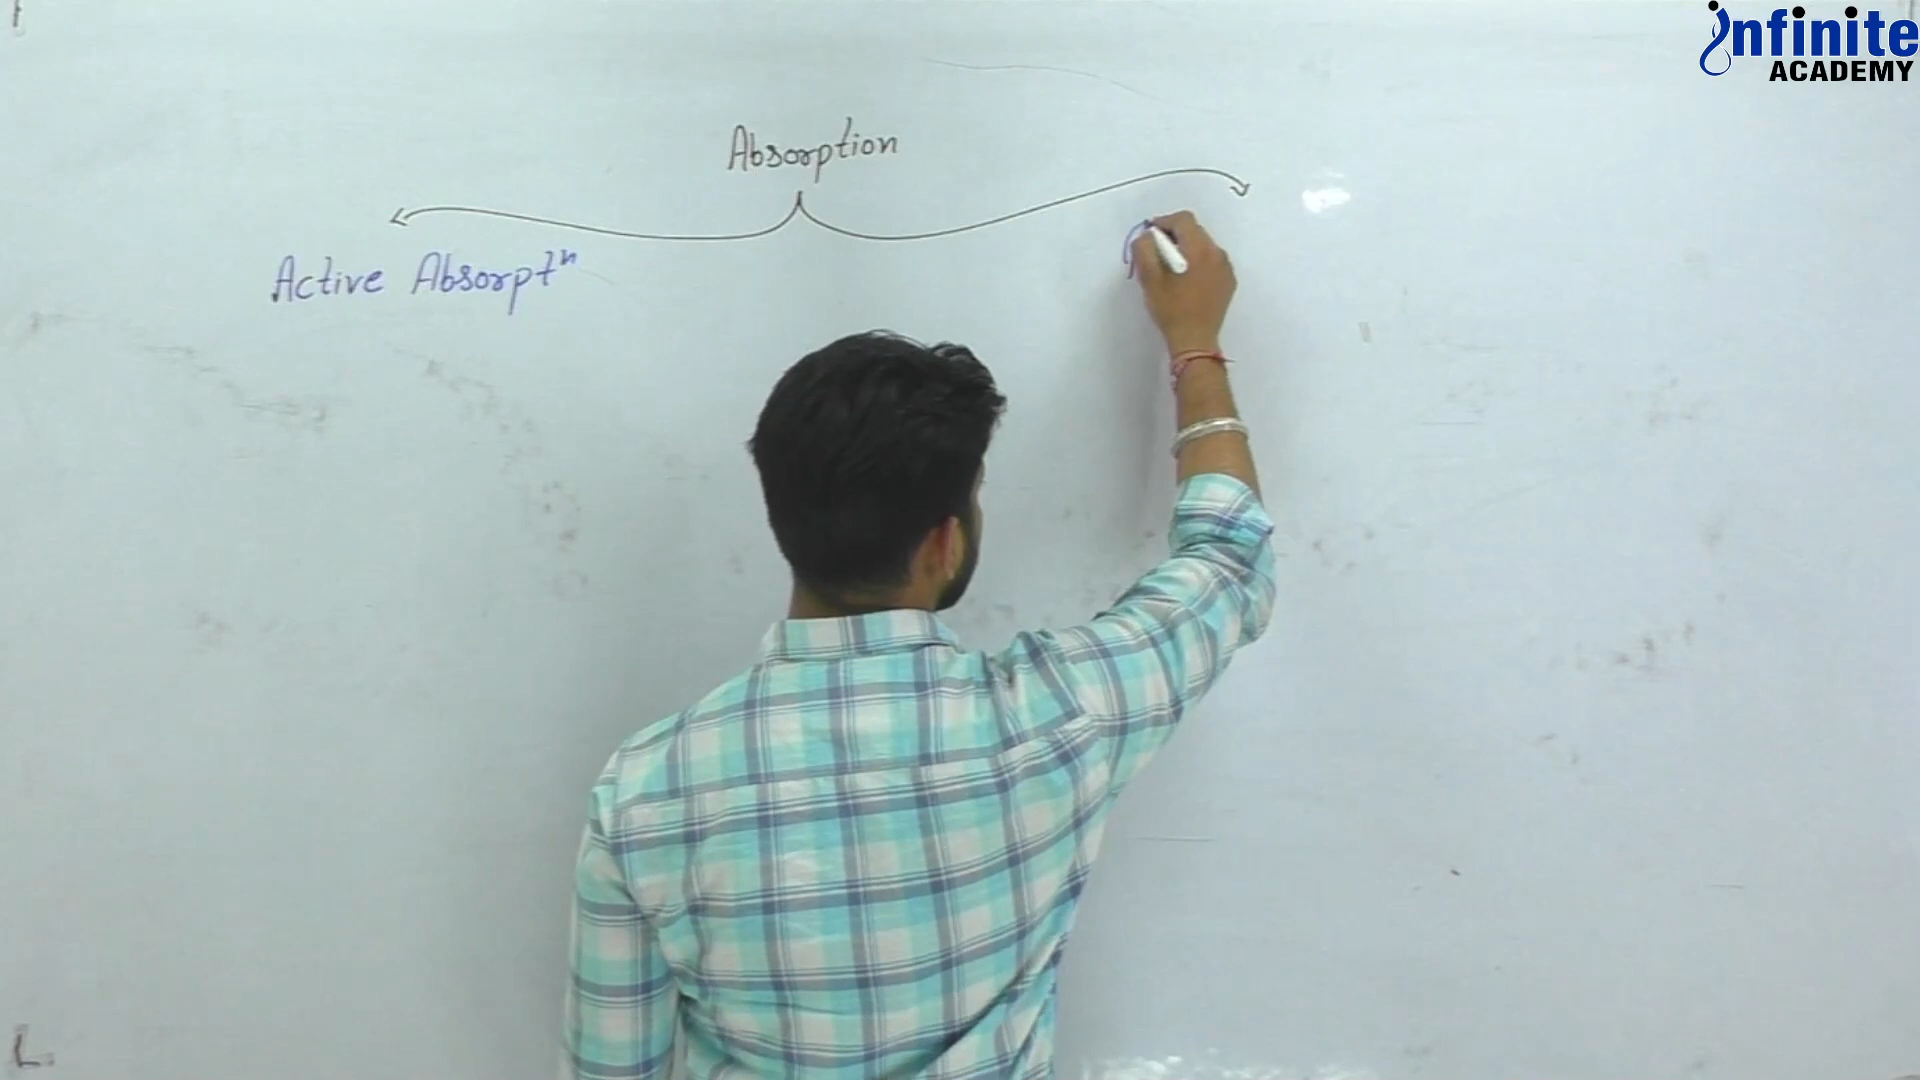 infinite
ACADEMY
Absorption
Active Absorptⁿ